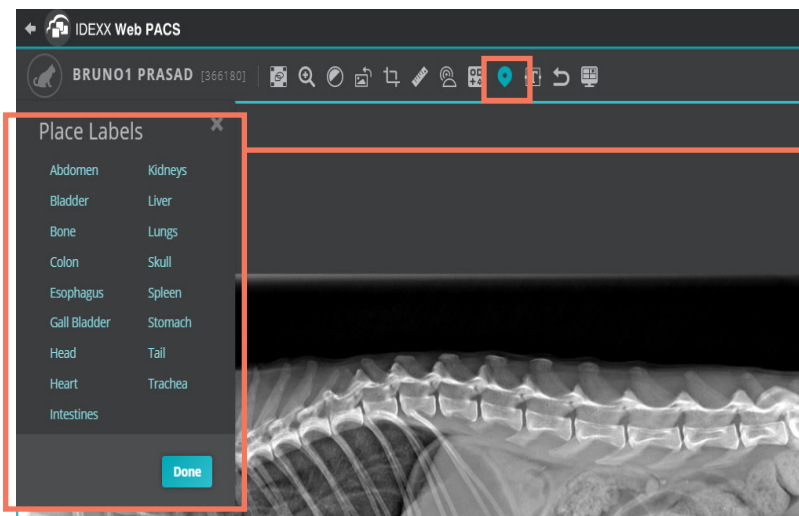 IDEXX Web PACS
BRUNO1 PRASAD [366180]
Place Labels
Abdomen Kidneys
Bladder Liver
Bone Lungs
Colon Skull
Esophagus Spleen
Gall Bladder Stomach
Head Tail
Heart Trachea
Intestines
Done